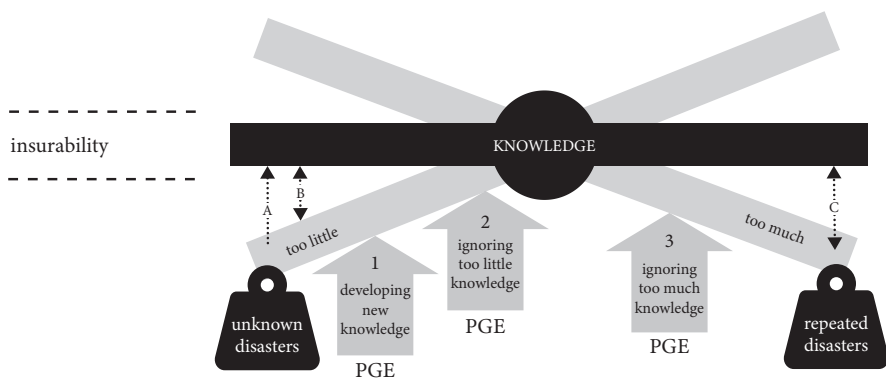 KNOWLEDGE
insurability
A
B
C
too little
too much
1
developing
new
knowledge
PGE
2
ignoring
too little
knowledge
PGE
3
ignoring
too much
knowledge
PGE
unknown
disasters
repeated
disasters